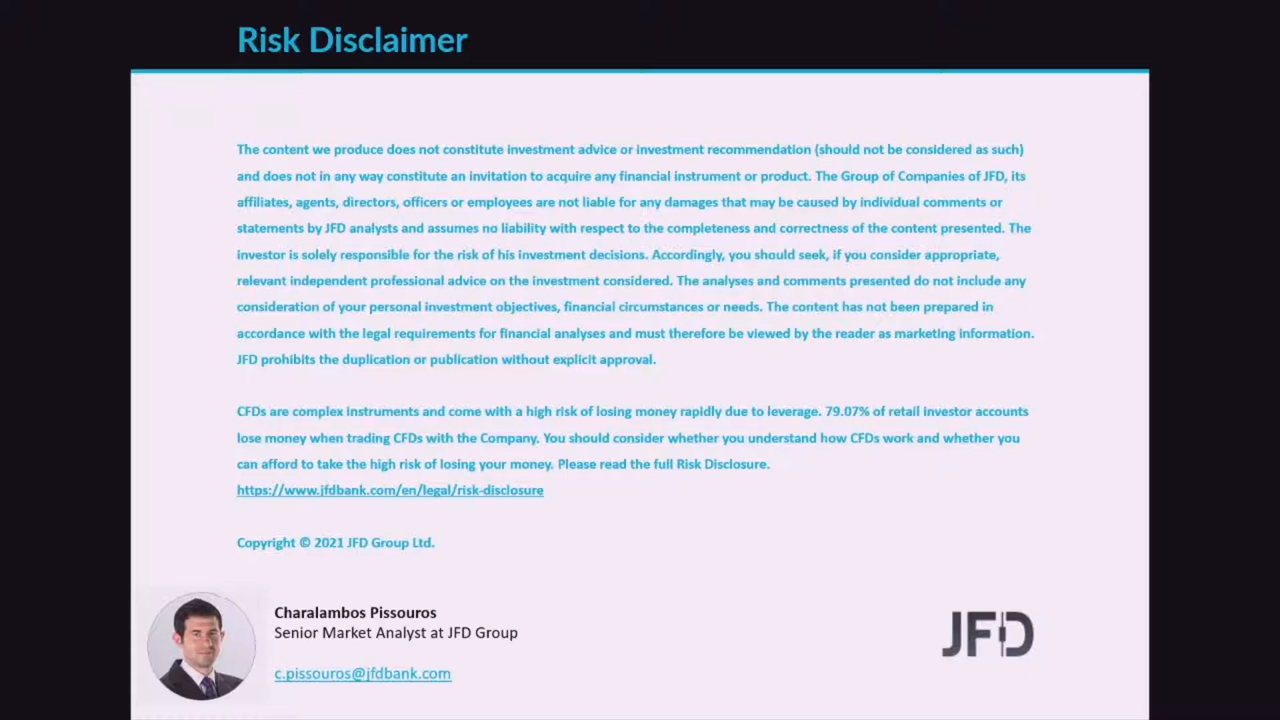 Risk Disclaimer
The content we produce does not constitute investment advice or investment recommendation (should not be considered as such)
and does not in any way constitute an invitation to acquire any financial instrument or product. The Group of Companies of JFD, its
affiliates, agents, directors, officers or employees are not liable for any damages that may be caused by individual comments or
statements by JFD analysts and assumes no liability with respect to the completeness and correctness of the content presented. The
investor is solely responsible for the risk of his investment decisions. Accordingly, you should seek, if you consider appropriate,
relevant independent professional advice on the investment considered. The analyses and comments presented do not include any
consideration of your personal investment objectives, financial circumstances or needs. The content has not been prepared in
accordance with the legal requirements for financial analyses and must therefore be viewed by the reader as marketing information.
JFD prohibits the duplication or publication without explicit approval.
CFDs are complex instruments and come with a high risk of losing money rapidly due to leverage. 79.07% of retail investor accounts
lose money when trading CFDs with the Company. You should consider whether you understand how CFDs work and whether you
can afford to take the high risk of losing your money. Please read the full Risk Disclosure.
https://www.jfdbank.com/en/legal/risk-disclosure
Copyright © 2021 JFD Group Ltd.
Charalambos Pissouros
Senior Market Analyst at JFD Group
c.pissouros@jfdbank.com
JFD